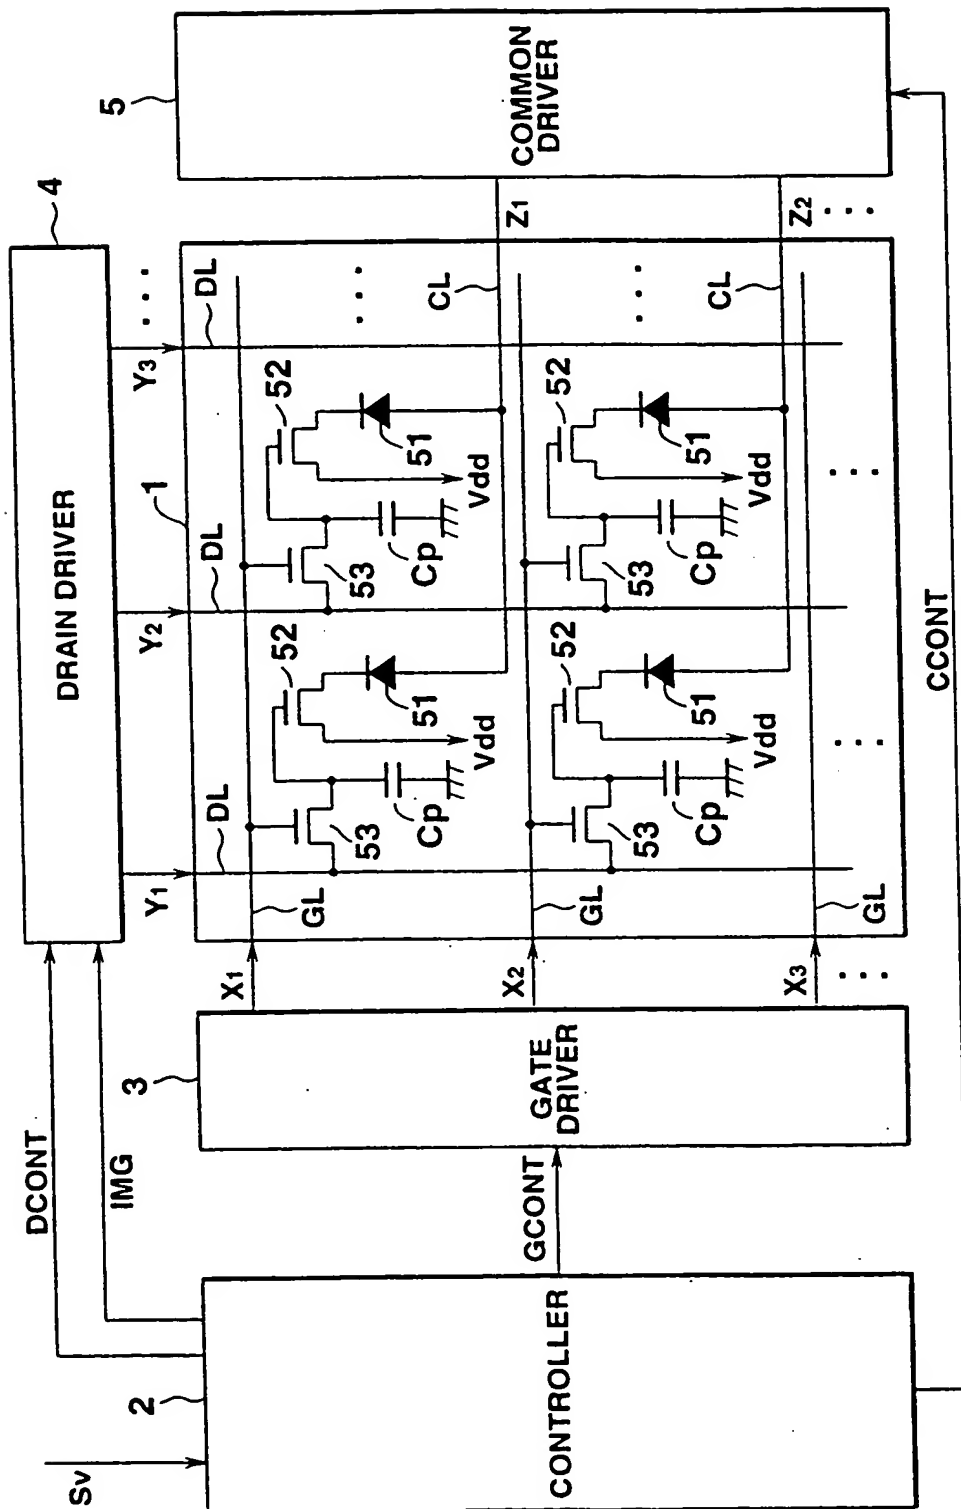 Sv
2
CONTROLLER
DCONT
IMG
GCONT
CCONT
3
GATE
DRIVER
4
DRAIN DRIVER
5
COMMON
DRIVER
1
X1
X2
X3
. . .
Y1
Y2
Y3
. . .
Z1
Z2
. . .
DL
DL
DL
GL
GL
GL
CL
CL
53
Cp
Vdd
52
51
53
Cp
Vdd
52
51
. . .
53
Cp
Vdd
52
51
53
Cp
Vdd
52
51
. . .
. . .
. . .